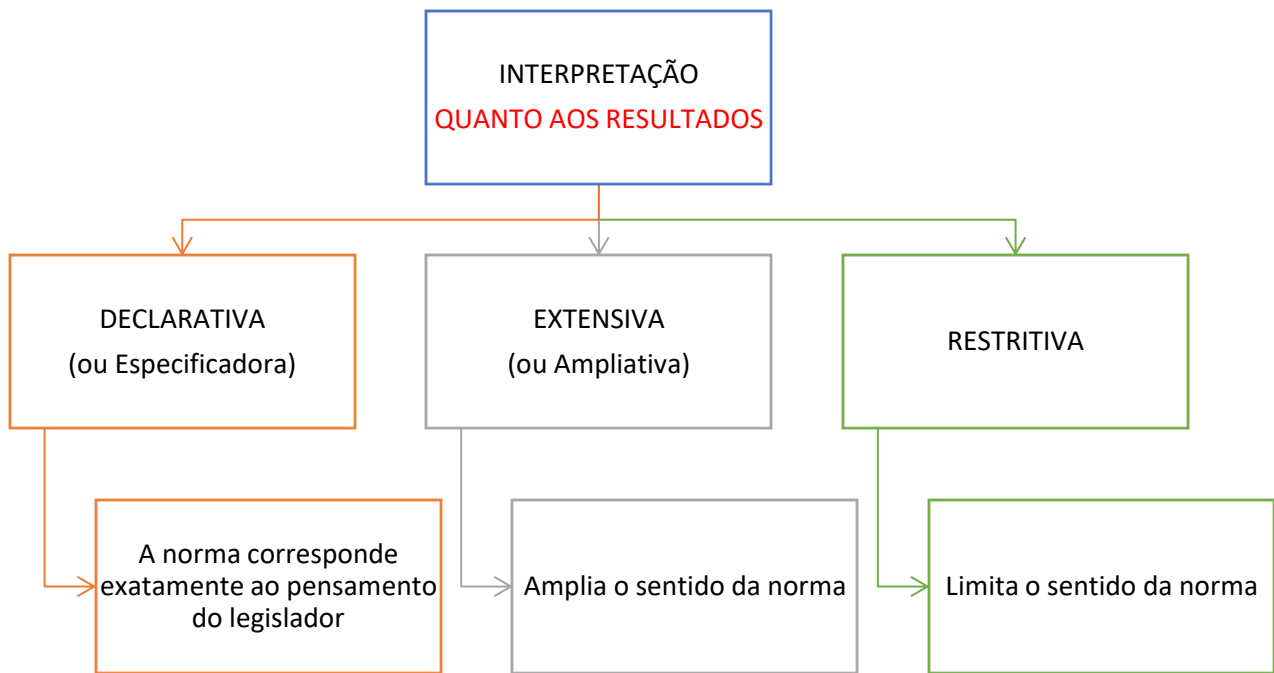 INTERPRETAÇÃO
QUANTO AOS RESULTADOS
DECLARATIVA
(ou Especificadora)
EXTENSIVA
(ou Ampliativa)
RESTRITIVA
A norma corresponde
exatamente ao pensamento
do legislador
Amplia o sentido da norma
Limita o sentido da norma